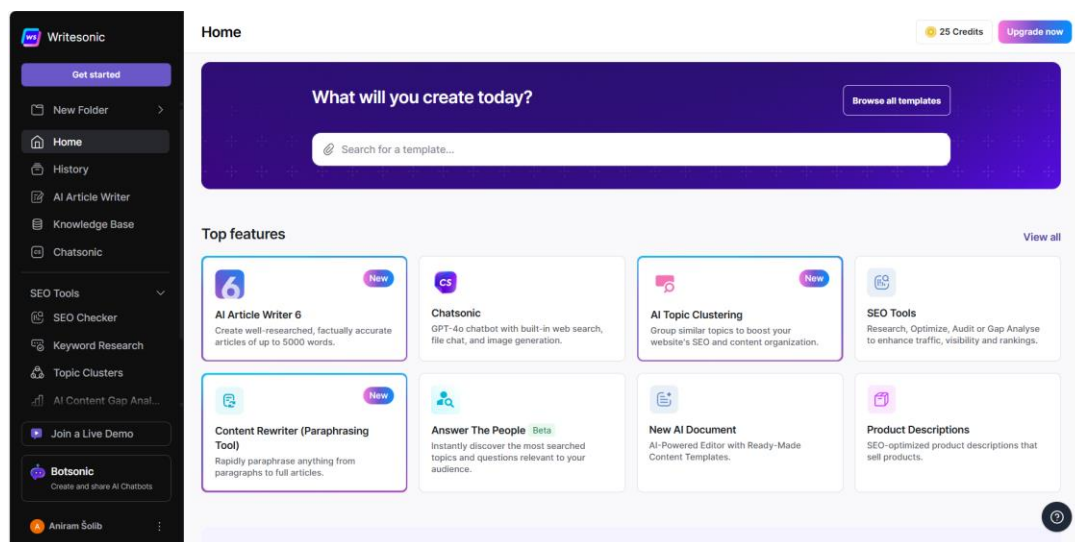 Writesonic
Get started
New Folder
Home
History
AI Article Writer
Knowledge Base
Chatsonic
SEO Tools
SEO Checker
Keyword Research
Topic Clusters
AI Content Gap Anal...
Join a Live Demo
Botsonic
Create and share AI Chatbots
Aniram Šolib
Home
25 Credits
Upgrade now
What will you create today?
Browse all templates
Search for a template...
Top features
View all
6
New
AI Article Writer 6
Create well-researched, factually accurate
articles of up to 5000 words.
CS
Chatsonic
GPT-4o chatbot with built-in web search,
file chat, and image generation.
New
AI Topic Clustering
Group similar topics to boost your
website's SEO and content organization.
SEO Tools
Research, Optimize, Audit or Gap Analyse
to enhance traffic, visibility and rankings.
New
Content Rewriter (Paraphrasing
Tool)
Rapidly paraphrase anything from
paragraphs to full articles.
Answer The People Beta
Instantly discover the most searched
topics and questions relevant to your
audience.
New AI Document
AI-Powered Editor with Ready-Made
Content Templates.
Product Descriptions
SEO-optimized product descriptions that
sell products.